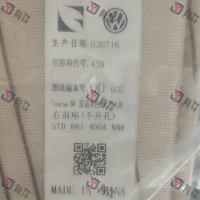 生产日期:030716
供应商代号:439
图纸版本号:00 035
右前座(不开孔)
5TD 881 406A NNH
MADE IN CHINA